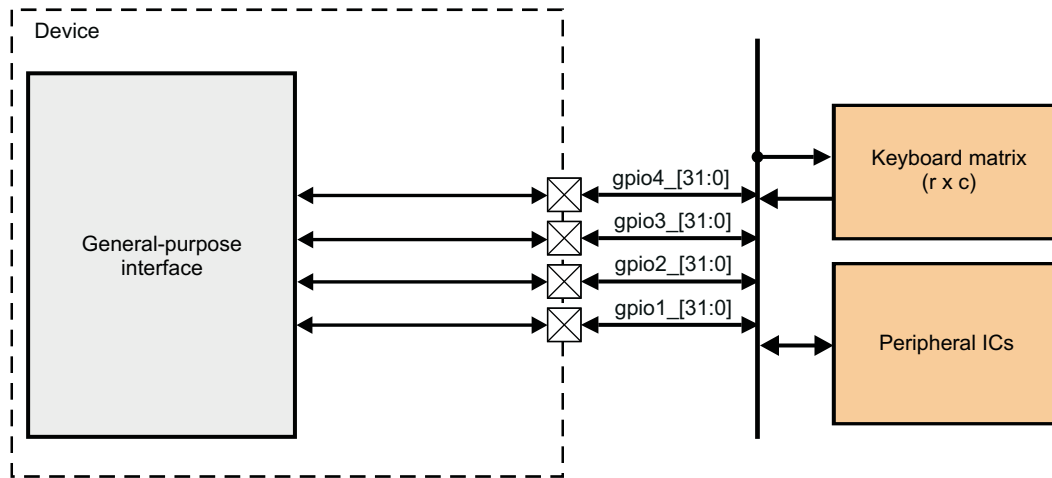 Device
General-purpose
interface
gpio4_[31:0]
gpio3_[31:0]
gpio2_[31:0]
gpio1_[31:0]
Keyboard matrix
(r x c)
Peripheral ICs